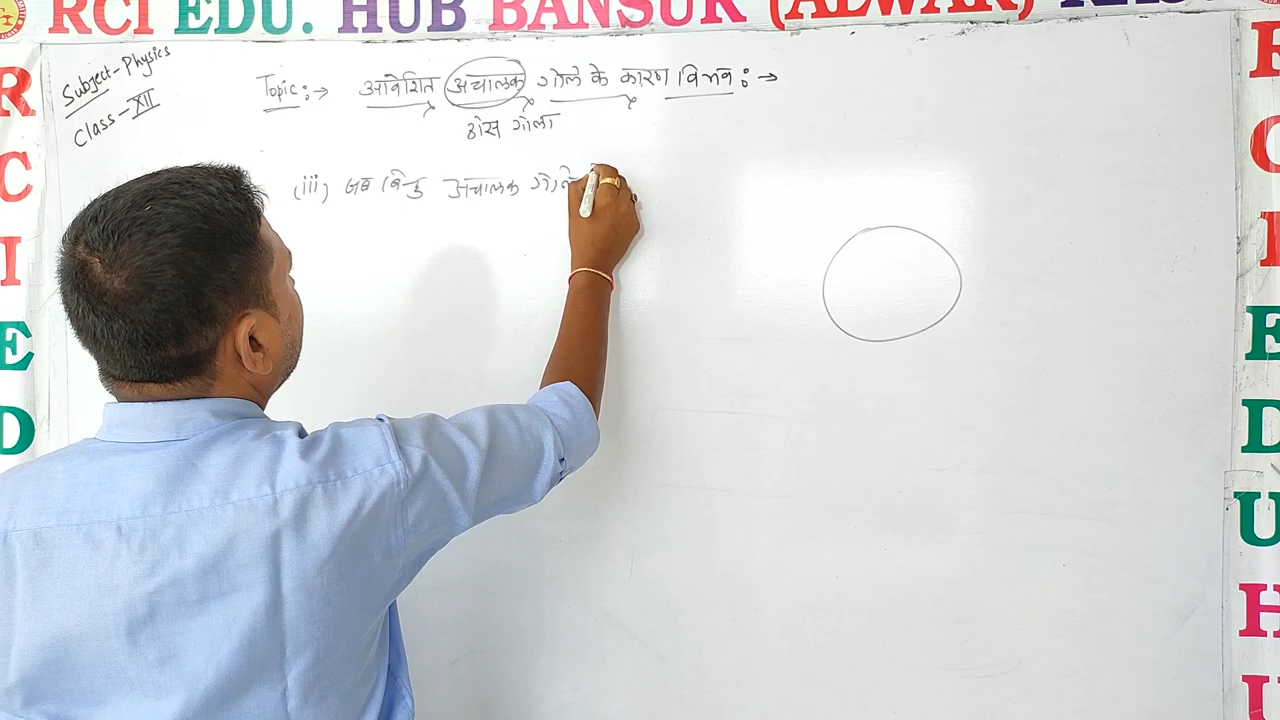 RCI EDU. HUB BANSUR (ALWAR)
Subject-Physics
Class-XII
Topic:→ आवेशित अचालक गोले के कारण विभव:→
ठोस गोला
(iii) जब बिन्दु अचालक गोले
R
C
I
E
D
R
C
I
E
D
U
H
U